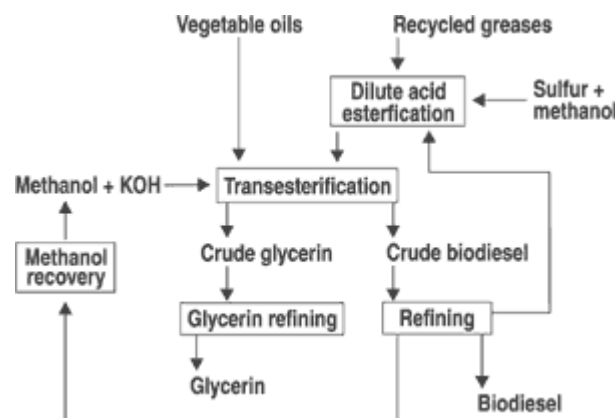 Vegetable oils
Recycled greases
Dilute acid
esterfication
Sulfur +
methanol
Methanol + KOH
Transesterification
Methanol
recovery
Crude glycerin
Crude biodiesel
Glycerin refining
Refining
Glycerin
Biodiesel